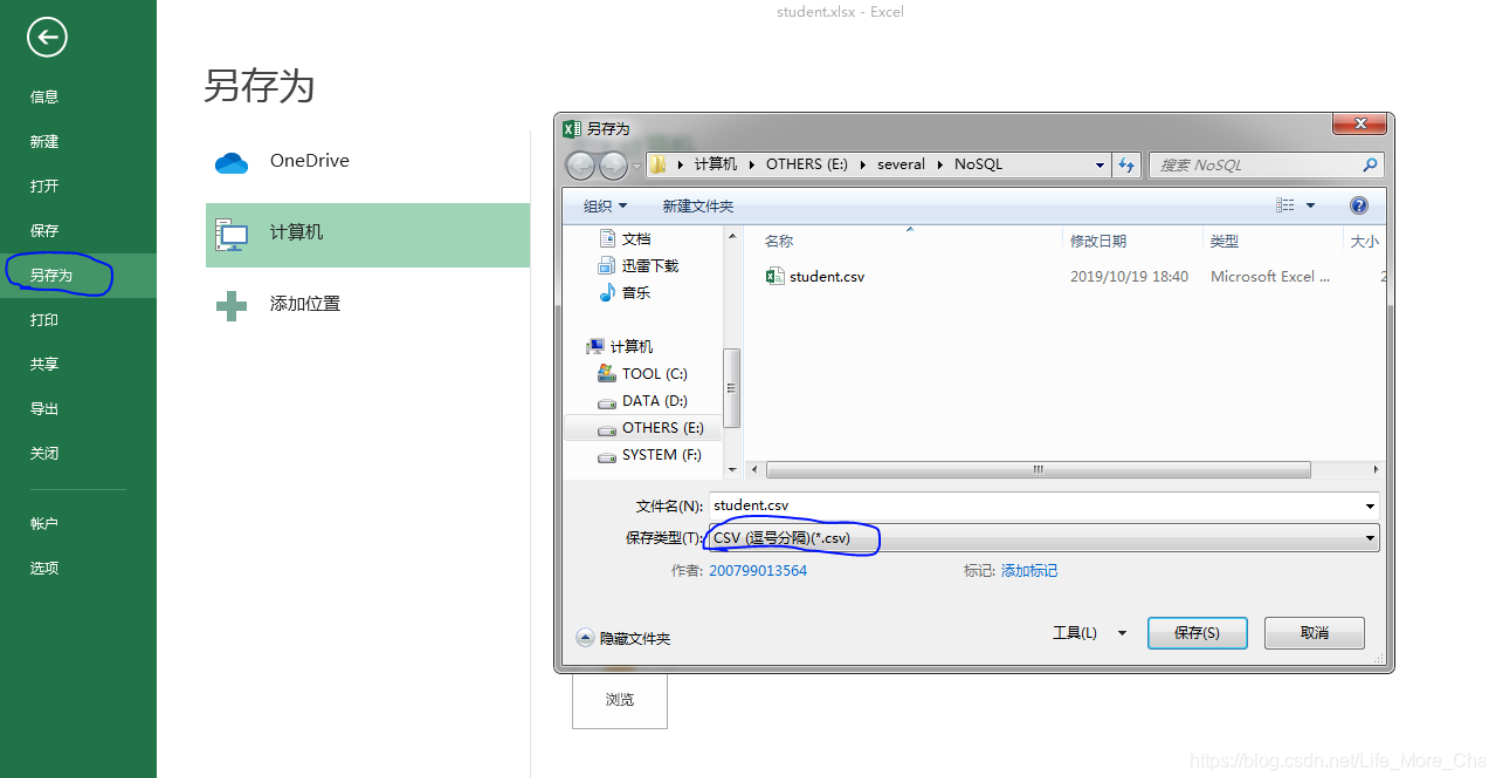 student.xlsx - Excel
信息
新建
打开
保存
另存为
打印
共享
导出
关闭
帐户
选项
另存为
OneDrive
计算机
添加位置
另存为
计算机 OTHERS (E:) several NoSQL
搜索 NoSQL
组织 新建文件夹
文档
迅雷下载
音乐
计算机
TOOL (C:)
DATA (D:)
OTHERS (E:)
SYSTEM (F:)
名称 修改日期 类型 大小
student.csv 2019/10/19 18:40 Microsoft Excel ... 2
文件名(N): student.csv
保存类型(T): CSV (逗号分隔)(*.csv)
作者: 200799013564 标记: 添加标记
隐藏文件夹 工具(L) 保存(S) 取消
浏览
https://blog.csdn.net/Life_More_Cha